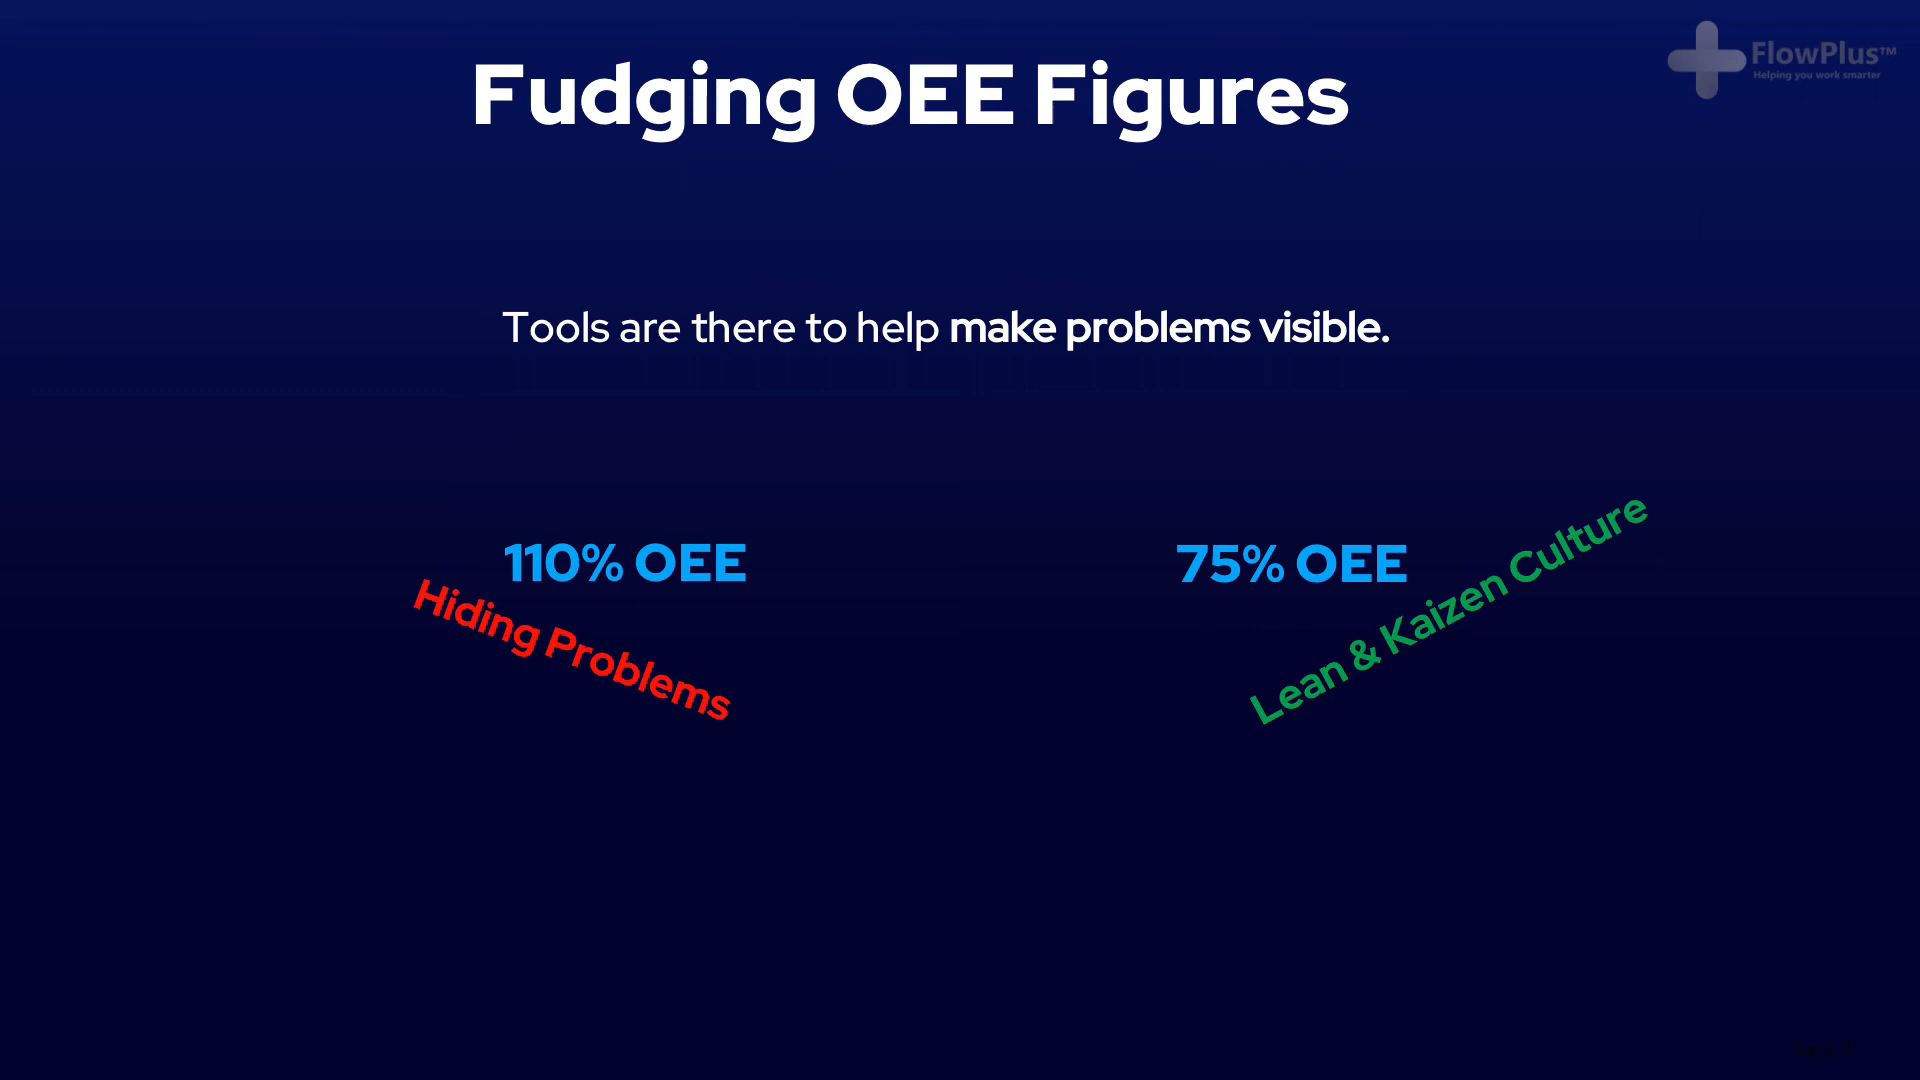 Fudging OEE Figures
FlowPlus™
Helping you work smarter
Tools are there to help make problems visible.
110% OEE
Hiding Problems
75% OEE
Lean & Kaizen Culture